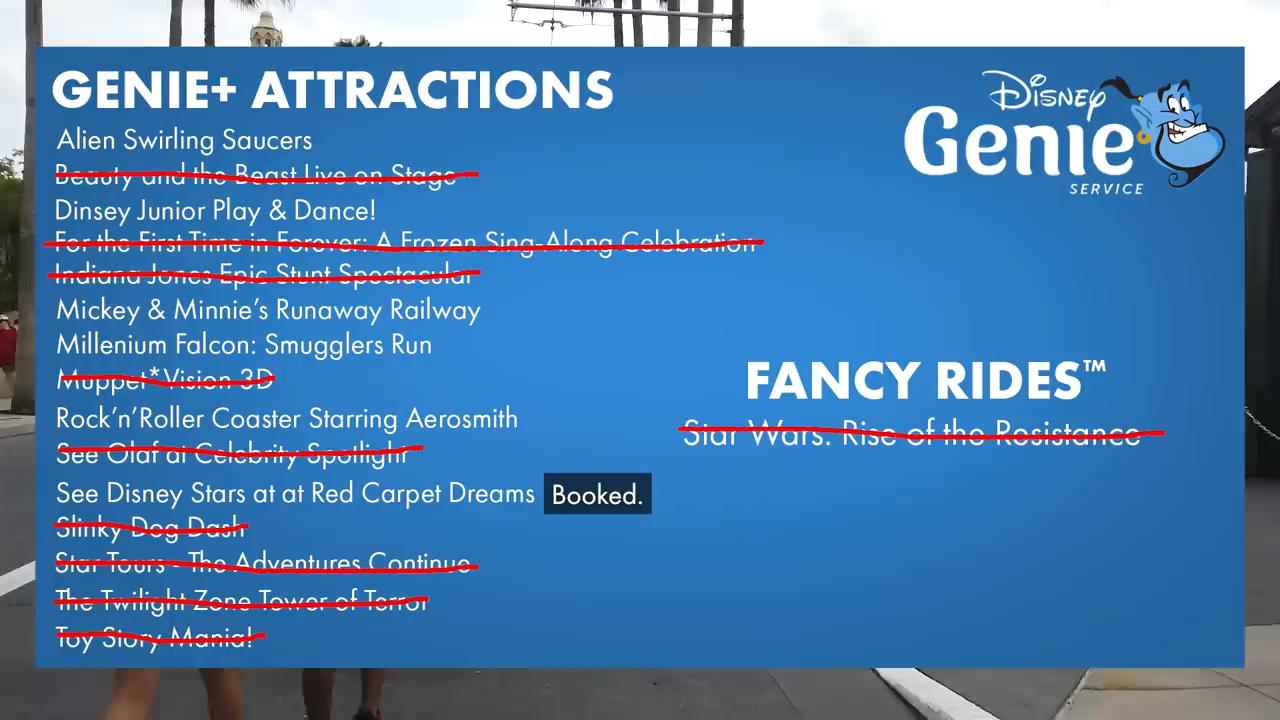 GENIE+ ATTRACTIONS
Alien Swirling Saucers
Beauty and the Beast Live on Stage
Dinsey Junior Play & Dance!
For the First Time in Forever: A Frozen Sing-Along Celebration
Indiana Jones Epic Stunt Spectacular
Mickey & Minnie's Runaway Railway
Millenium Falcon: Smugglers Run
Muppet*Vision 3D
Rock'n'Roller Coaster Starring Aerosmith
See Olaf at Celebrity Spotlight
See Disney Stars at at Red Carpet Dreams Booked.
Slinky Dog Dash
Star Tours - The Adventures Continue
The Twilight Zone Tower of Terror
Toy Story Mania!
Disney
Genie
SERVICE
FANCY RIDES™
Star Wars: Rise of the Resistance